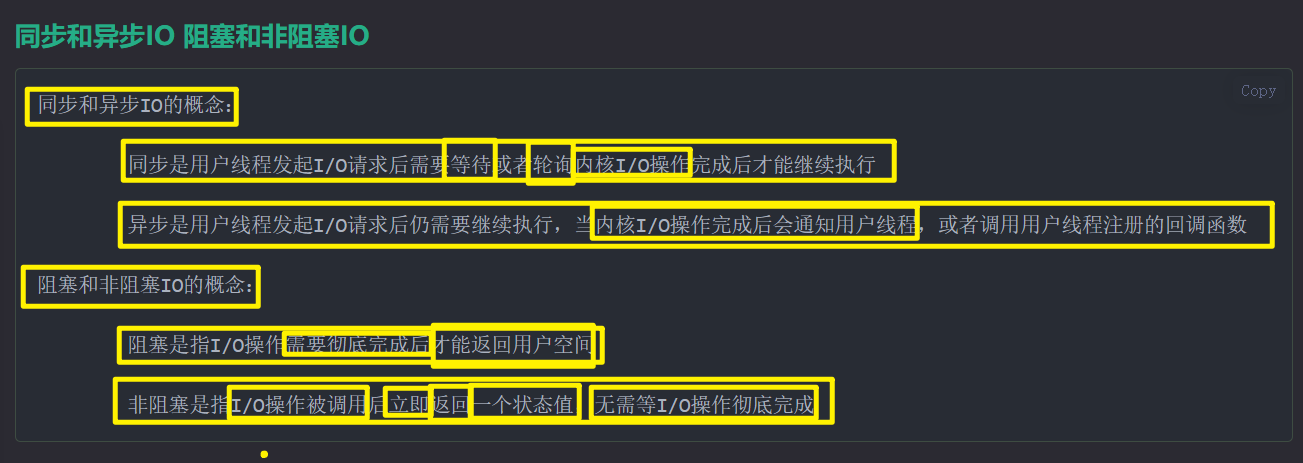 同步和异步IO 阻塞和非阻塞IO
Copy
同步和异步IO的概念:
同步是用户线程发起I/O请求后需要等待或者轮询内核I/O操作完成后才能继续执行
异步是用户线程发起I/O请求后仍需要继续执行，当内核I/O操作完成后会通知用户线程，或者调用用户线程注册的回调函数
阻塞和非阻塞IO的概念:
阻塞是指I/O操作需要彻底完成后才能返回用户空间
非阻塞是指I/O操作被调用后立即返回一个状态值 无需等I/O操作彻底完成